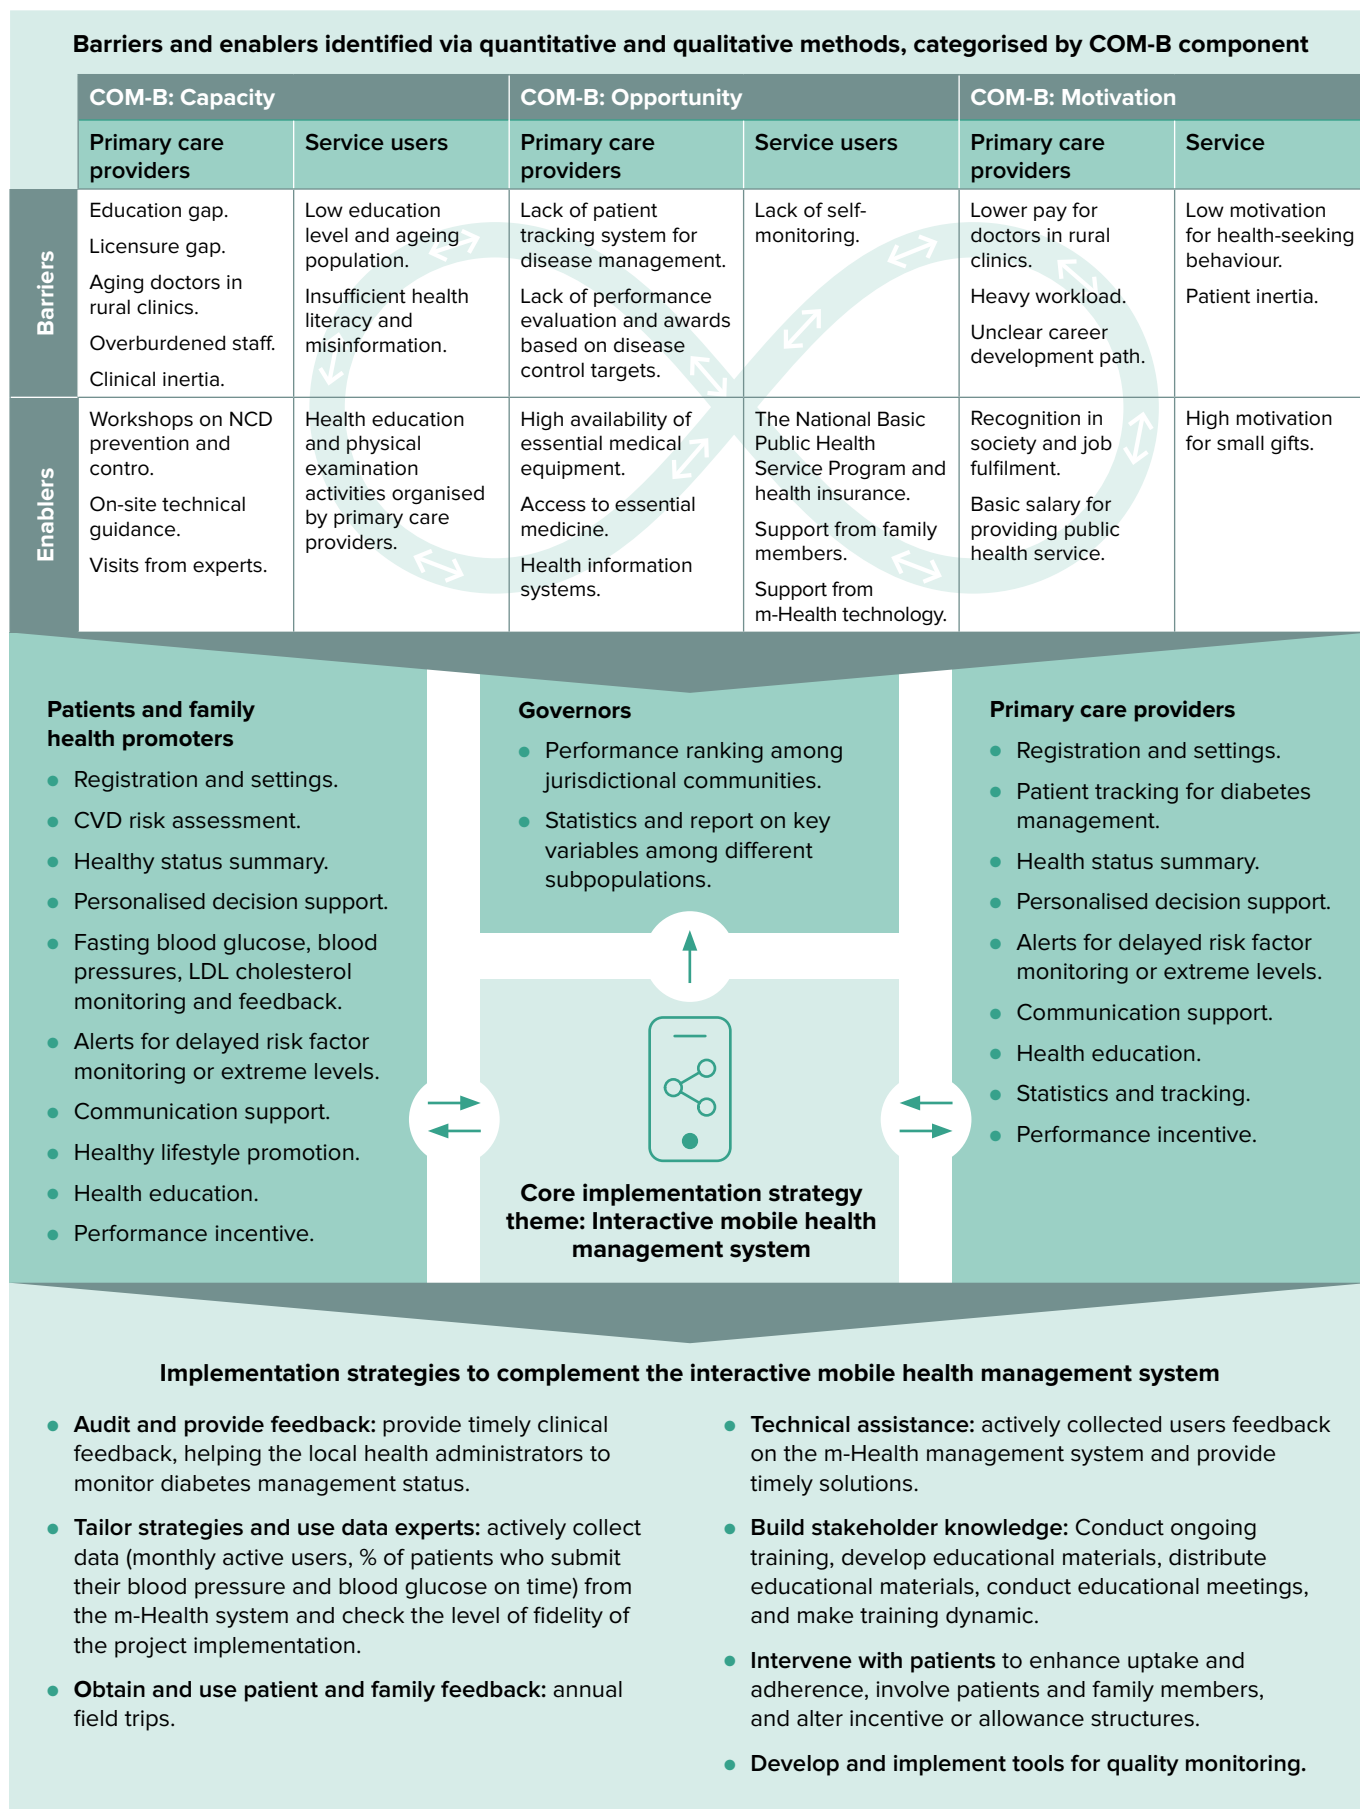 Barriers and enablers identified via quantitative and qualitative methods, categorised by COM-B component
COM-B: Capacity
COM-B: Opportunity
COM-B: Motivation
Primary care
providers
Service users
Primary care
providers
Service users
Primary care
providers
Service
Barriers
Education gap.
Licensure gap.
Aging doctors in
rural clinics.
Overburdened staff.
Clinical inertia.
Low education
level and ageing
population.
Insufficient health
literacy and
misinformation.
Lack of patient
tracking system for
disease management.
Lack of performance
evaluation and awards
based on disease
control targets.
Lack of self-
monitoring.
Lower pay for
doctors in rural
clinics.
Heavy workload.
Unclear career
development path.
Low motivation
for health-seeking
behaviour.
Patient inertia.
Enablers
Workshops on NCD
prevention and
contro.
On-site technical
guidance.
Visits from experts.
Health education
and physical
examination
activities organised
by primary care
providers.
High availability of
essential medical
equipment.
Access to essential
medicine.
Health information
systems.
The National Basic
Public Health
Service Program and
health insurance.
Support from family
members.
Support from
m-Health technology.
Recognition in
society and job
fulfilment.
Basic salary for
providing public
health service.
High motivation
for small gifts.
Patients and family
health promoters
Registration and settings.
CVD risk assessment.
Healthy status summary.
Personalised decision support.
Fasting blood glucose, blood
pressures, LDL cholesterol
monitoring and feedback.
Alerts for delayed risk factor
monitoring or extreme levels.
Communication support.
Healthy lifestyle promotion.
Health education.
Performance incentive.
Governors
Performance ranking among
jurisdictional communities.
Statistics and report on key
variables among different
subpopulations.
Core implementation strategy
theme: Interactive mobile health
management system
Primary care providers
Registration and settings.
Patient tracking for diabetes
management.
Health status summary.
Personalised decision support.
Alerts for delayed risk factor
monitoring or extreme levels.
Communication support.
Health education.
Statistics and tracking.
Performance incentive.
Implementation strategies to complement the interactive mobile health management system
Audit and provide feedback: provide timely clinical
feedback, helping the local health administrators to
monitor diabetes management status.
Tailor strategies and use data experts: actively collect
data (monthly active users, % of patients who submit
their blood pressure and blood glucose on time) from
the m-Health system and check the level of fidelity of
the project implementation.
Obtain and use patient and family feedback: annual
field trips.
Technical assistance: actively collected users feedback
on the m-Health management system and provide
timely solutions.
Build stakeholder knowledge: Conduct ongoing
training, develop educational materials, distribute
educational materials, conduct educational meetings,
and make training dynamic.
Intervene with patients to enhance uptake and
adherence, involve patients and family members,
and alter incentive or allowance structures.
Develop and implement tools for quality monitoring.